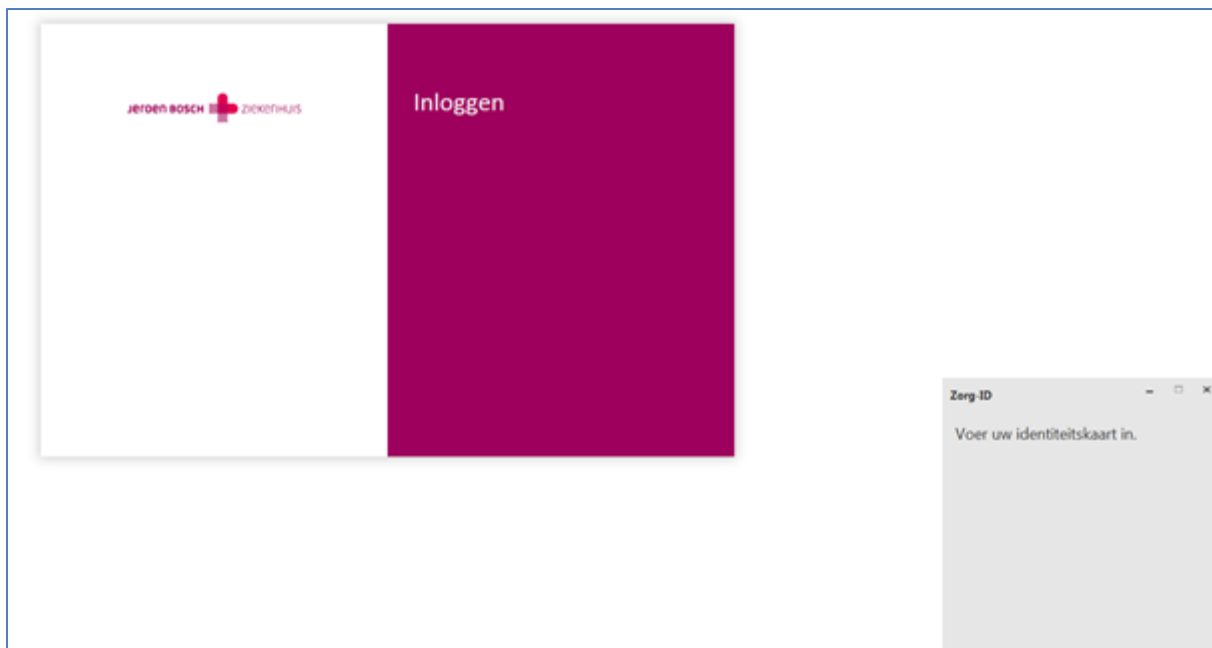 JEROEN BOSCH ZIEKENHUIS
Inloggen
Zorg-ID
Voer uw identiteitskaart in.